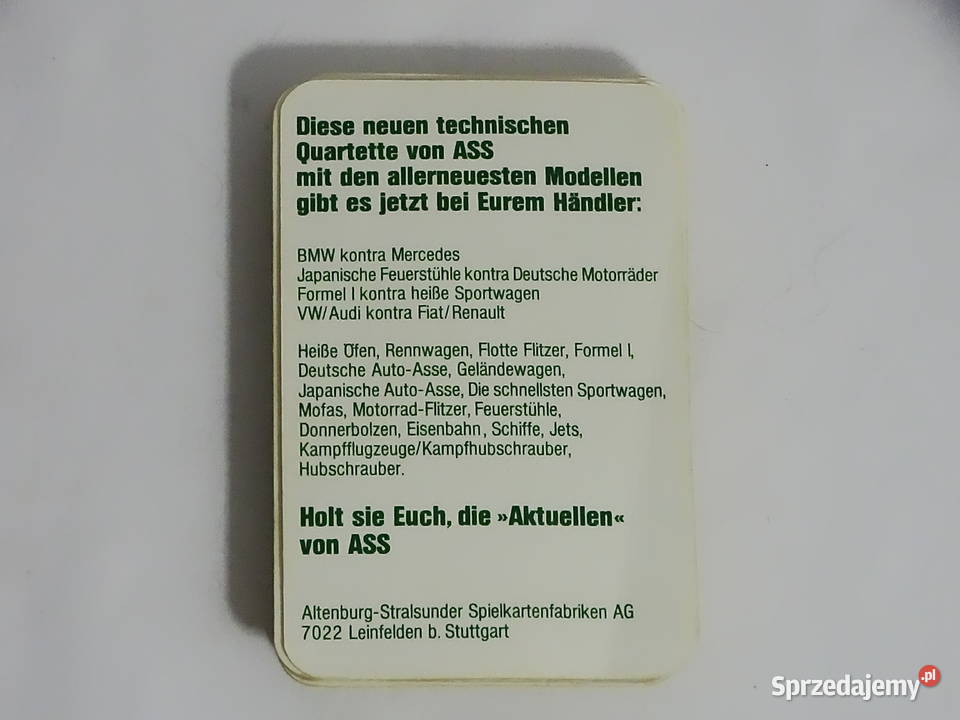 Diese neuen technischen
Quartette von ASS
mit den allerneuesten Modellen
gibt es jetzt bei Eurem Händler:
BMW kontra Mercedes
Japanische Feuerstühle kontra Deutsche Motorräder
Formel I kontra heiße Sportwagen
VW/Audi kontra Fiat/Renault
Heiße Öfen, Rennwagen, Flotte Flitzer, Formel I,
Deutsche Auto-Asse, Geländewagen,
Japanische Auto-Asse, Die schnellsten Sportwagen,
Mofas, Motorrad-Flitzer, Feuerstühle,
Donnerbolzen, Eisenbahn, Schiffe, Jets,
Kampfflugzeuge/Kampfhubschrauber,
Hubschrauber.
Holt sie Euch, die »Aktuellen«
von ASS
Altenburg-Stralsunder Spielkartenfabriken AG
7022 Leinfelden b. Stuttgart
Sprzedajemy.pl